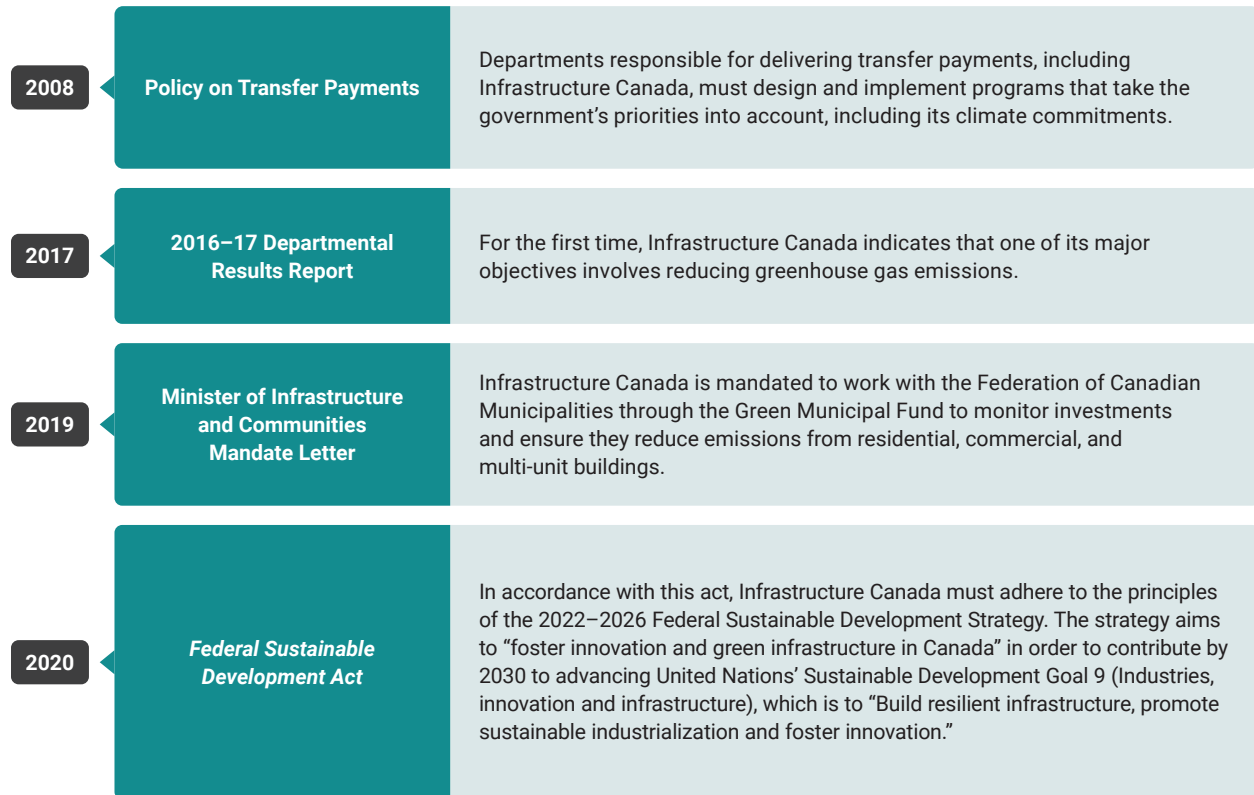 2008
Policy on Transfer Payments
Departments responsible for delivering transfer payments, including
Infrastructure Canada, must design and implement programs that take the
government’s priorities into account, including its climate commitments.
2017
2016–17 Departmental
Results Report
For the first time, Infrastructure Canada indicates that one of its major
objectives involves reducing greenhouse gas emissions.
2019
Minister of Infrastructure
and Communities
Mandate Letter
Infrastructure Canada is mandated to work with the Federation of Canadian
Municipalities through the Green Municipal Fund to monitor investments
and ensure they reduce emissions from residential, commercial, and
multi-unit buildings.
2020
Federal Sustainable
Development Act
In accordance with this act, Infrastructure Canada must adhere to the principles
of the 2022–2026 Federal Sustainable Development Strategy. The strategy aims
to “foster innovation and green infrastructure in Canada” in order to contribute by
2030 to advancing United Nations’ Sustainable Development Goal 9 (Industries,
innovation and infrastructure), which is to “Build resilient infrastructure, promote
sustainable industrialization and foster innovation.”